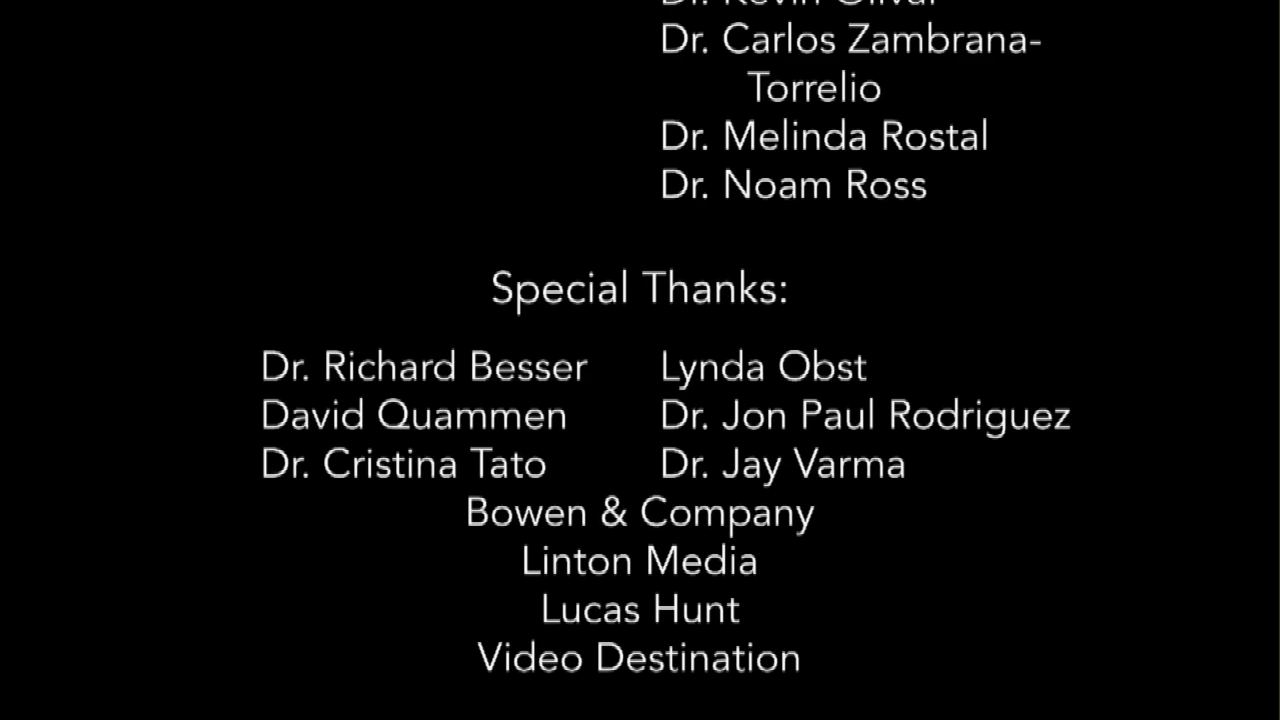 Dr. Carlos Zambrana-
Torrelio
Dr. Melinda Rostal
Dr. Noam Ross
Special Thanks:
Dr. Richard Besser Lynda Obst
David Quammen Dr. Jon Paul Rodriguez
Dr. Cristina Tato Dr. Jay Varma
Bowen & Company
Linton Media
Lucas Hunt
Video Destination